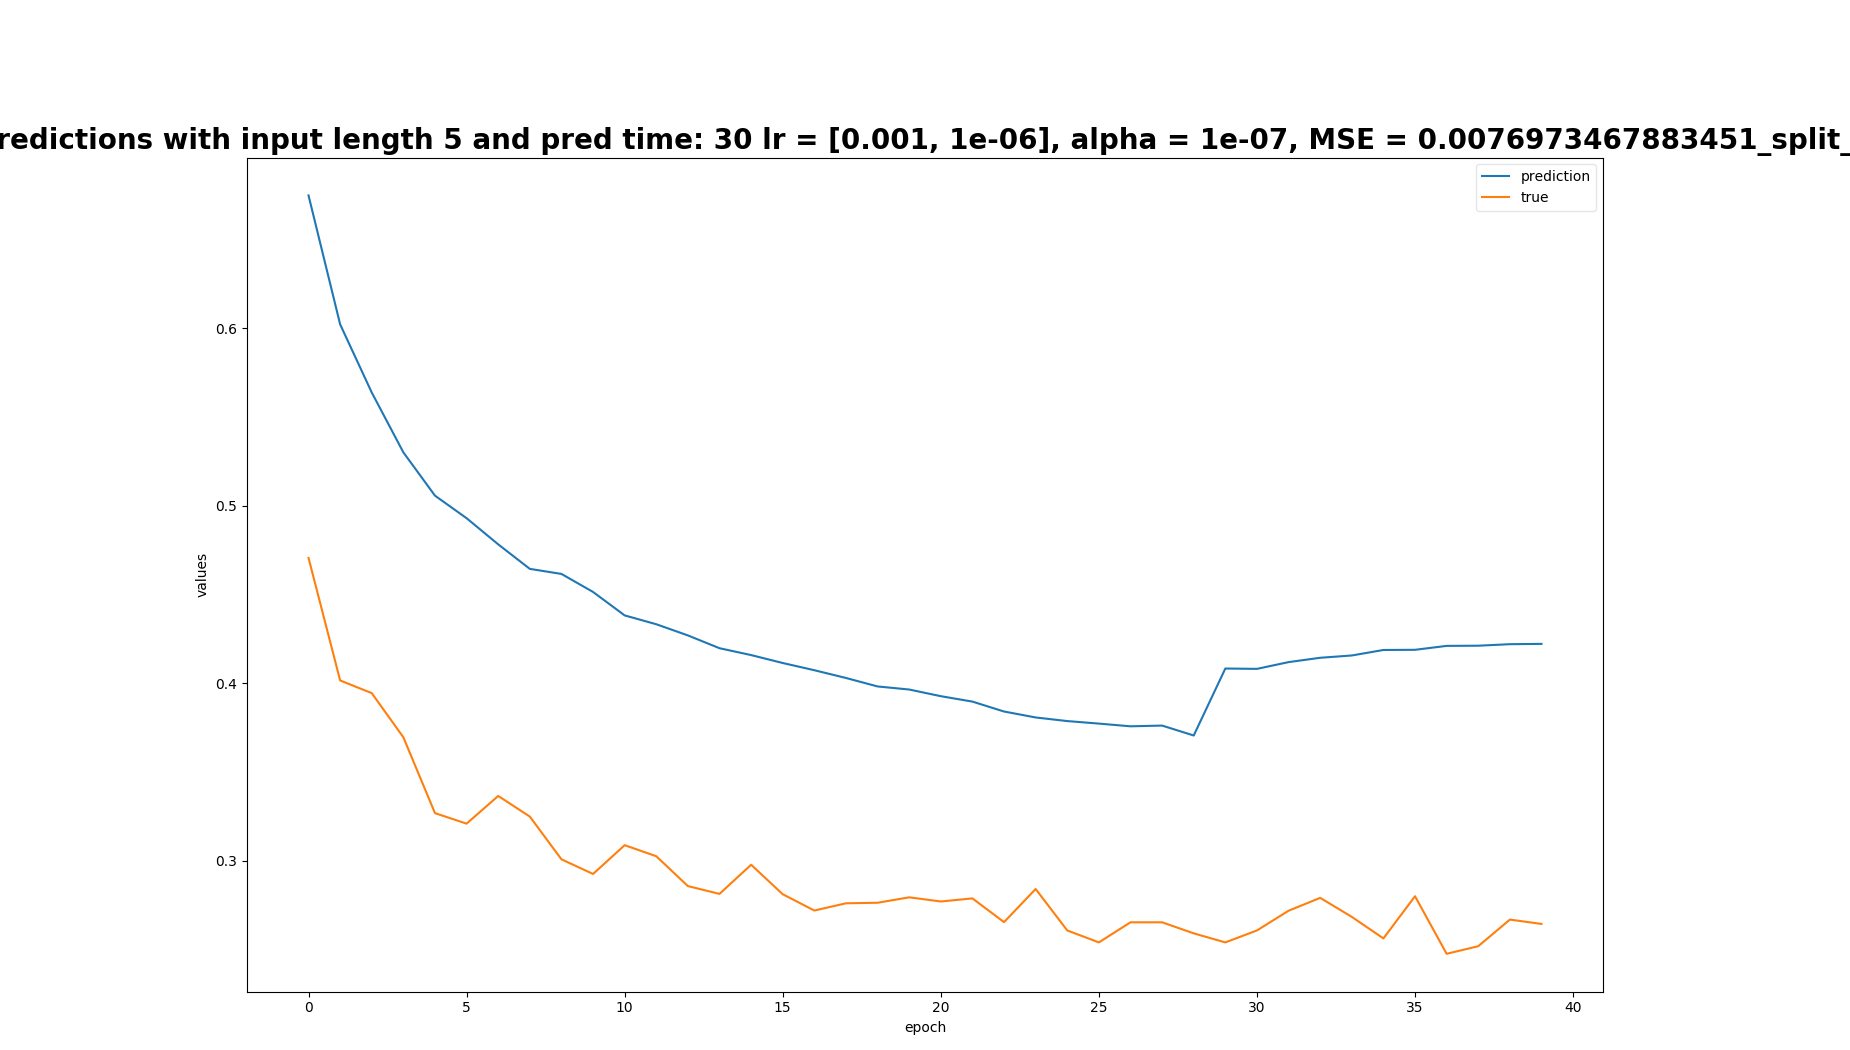 redictions with input length 5 and pred time: 30 lr = [0.001, 1e-06], alpha = 1e-07, MSE = 0.0076973467883451_split_
prediction
true
values
0.6
0.5
0.4
0.3
0 5 10 15 20 25 30 35 40
epoch